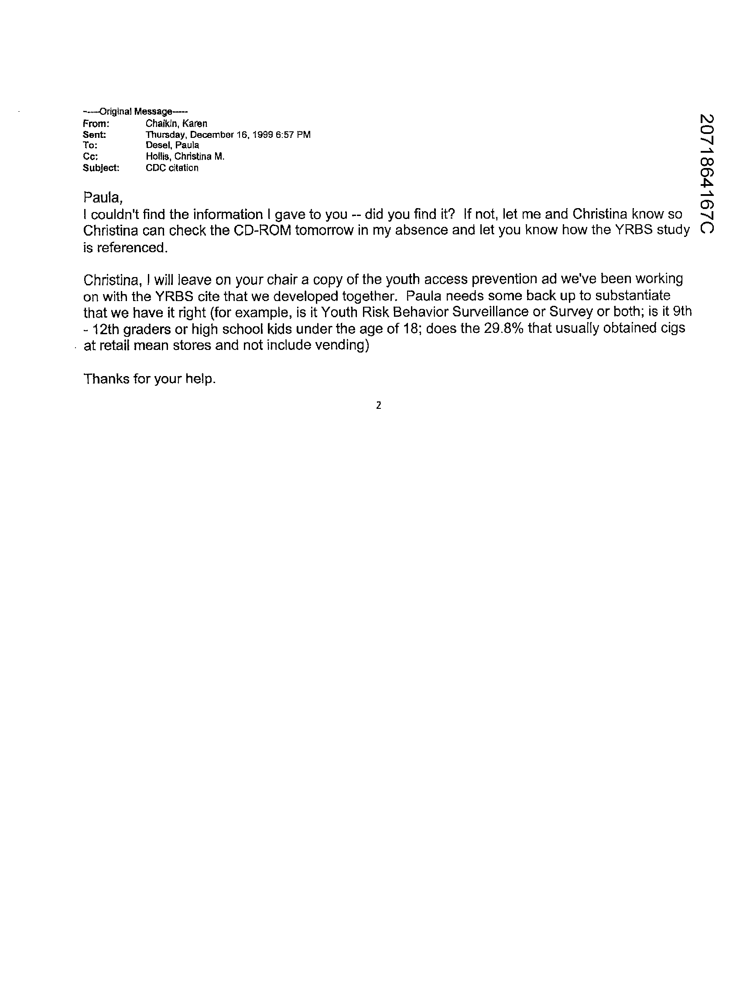 -----Original Message-----
From: Chaikin, Karen
Sent: Thursday, December 16, 1999 6:57 PM
To: Desel, Paula
Cc: Hollis, Christina M.
Subject: CDC citation
Paula,
I couldn't find the information I gave to you -- did you find it? If not, let me and Christina know so
Christina can check the CD-ROM tomorrow in my absence and let you know how the YRBS study
is referenced.
Christina, I will leave on your chair a copy of the youth access prevention ad we've been working
on with the YRBS cite that we developed together. Paula needs some back up to substantiate
that we have it right (for example, is it Youth Risk Behavior Surveillance or Survey or both; is it 9th
- 12th graders or high school kids under the age of 18; does the 29.8% that usually obtained cigs
at retail mean stores and not include vending)
Thanks for your help.
2
2071864167C